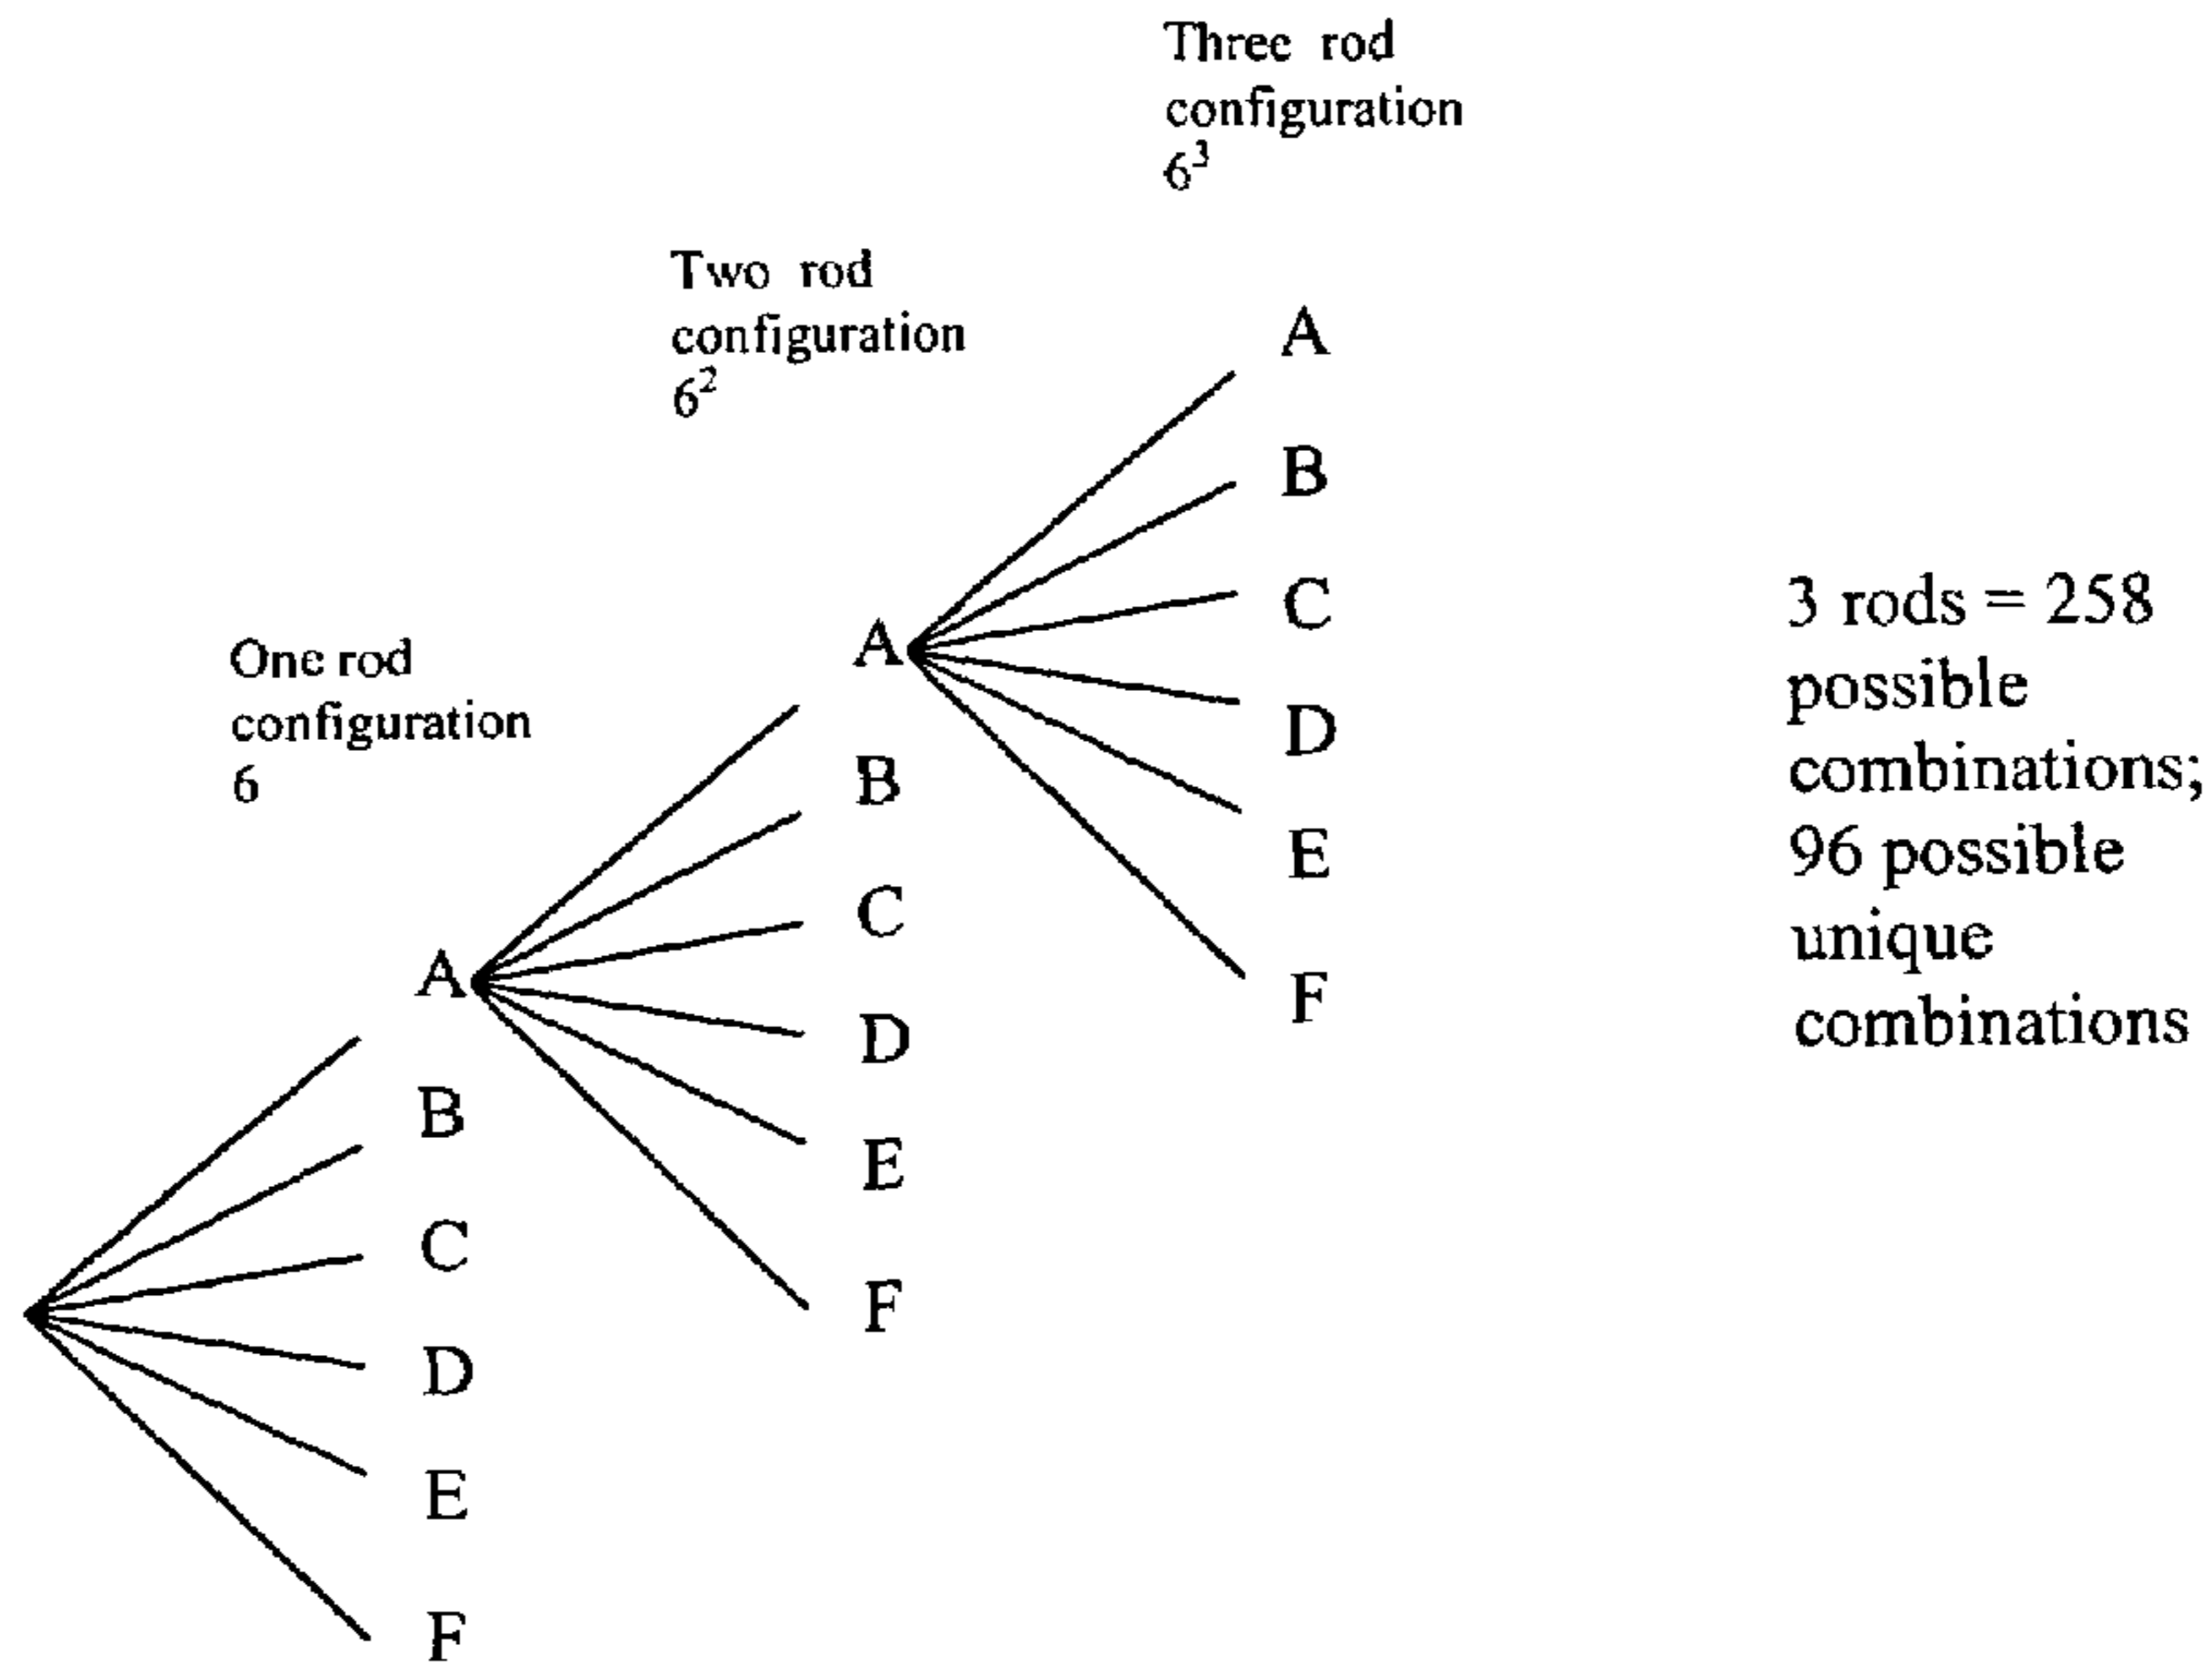 Three rod
configuration
6³
Two rod
configuration
6²
One rod
configuration
6
A
B
C
D
E
F
A
B
C
D
E
F
A
B
C
D
E
F
3 rods = 258
possible
combinations;
96 possible
unique
combinations